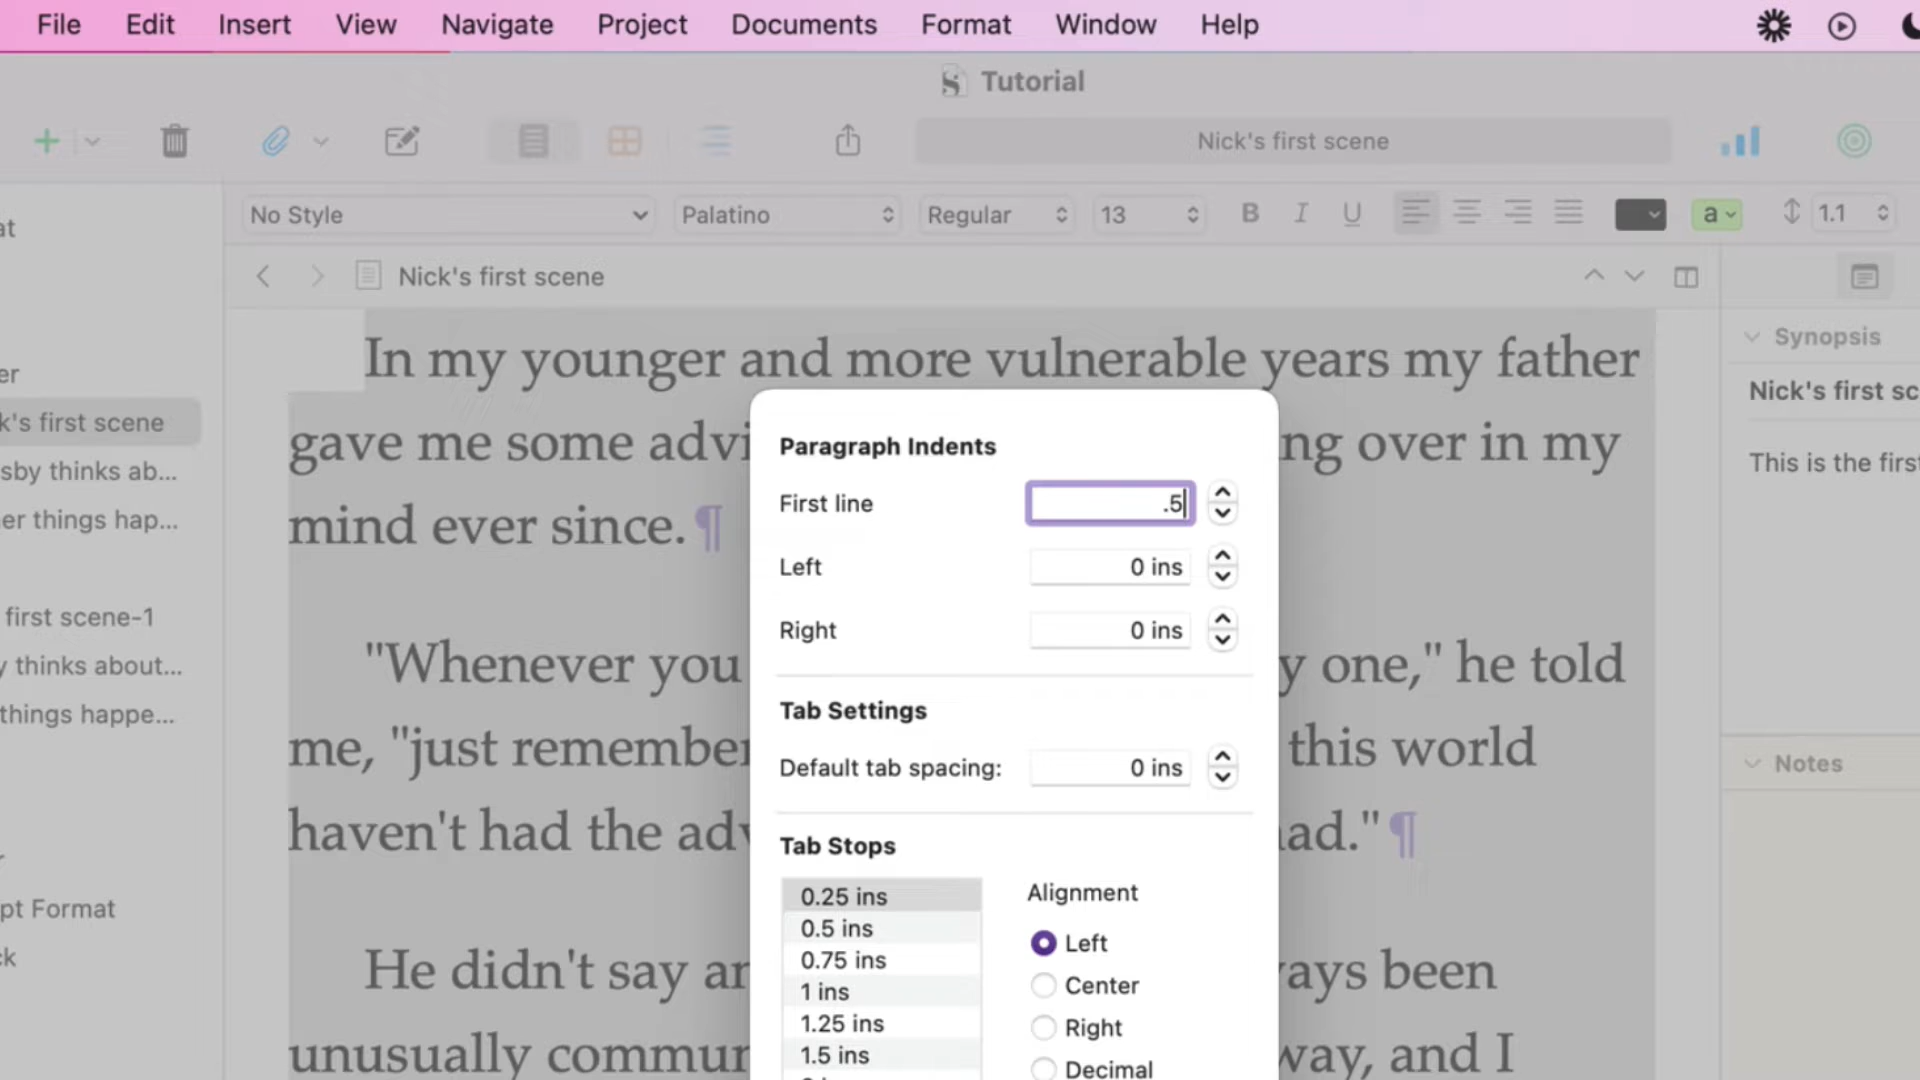 File Edit Insert View Navigate Project Documents Format Window Help
Tutorial
Nick's first scene
No Style Palatino Regular 13 B I U a 1.1
Nick's first scene
at
er
k's first scene
sby thinks ab...
er things hap...
first scene-1
y thinks about...
things happe...
r
pt Format
ck
In my younger and more vulnerable years my father
gave me some advi ng over in my
mind ever since. ¶
"Whenever you y one," he told
me, "just remember this world
haven't had the adv had." ¶
He didn't say an ays been
unusually commun way, and I
Paragraph Indents
First line .5
Left 0 ins
Right 0 ins
Tab Settings
Default tab spacing: 0 ins
Tab Stops
0.25 ins
0.5 ins
0.75 ins
1 ins
1.25 ins
1.5 ins
Alignment
Left
Center
Right
Decimal
Synopsis
Nick's first sc
This is the first
Notes